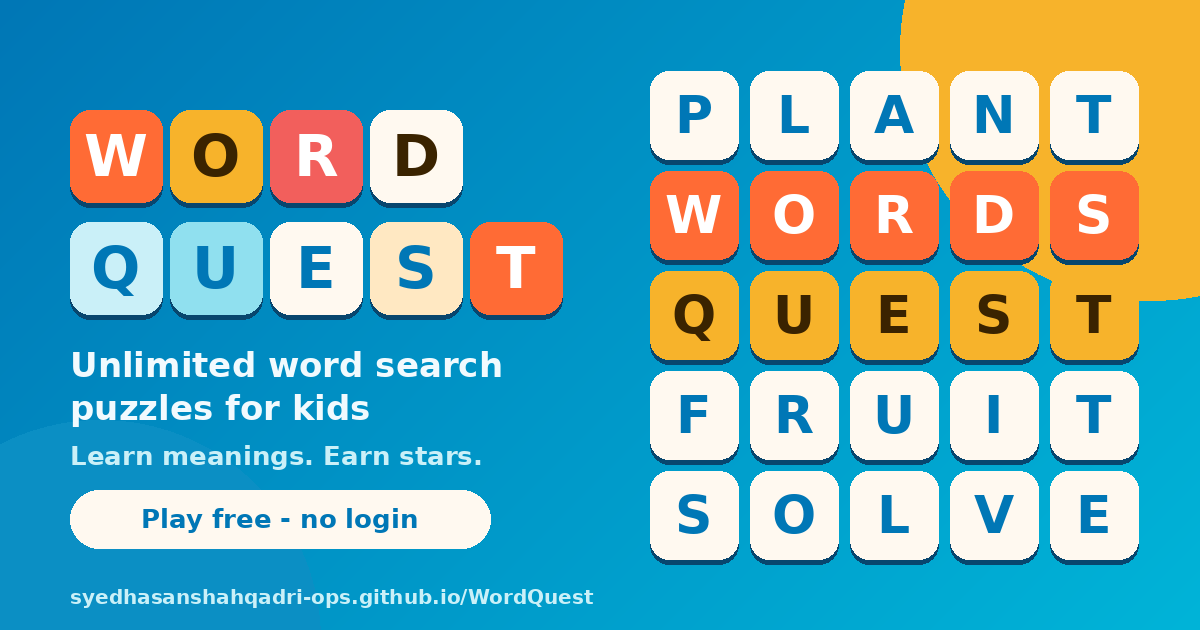 WORD
QUEST
Unlimited word search
puzzles for kids
Learn meanings. Earn stars.
Play free - no login
syedhasanshahqadri-ops.github.io/WordQuest
PLANT
WORDS
QUEST
FRUIT
SOLVE